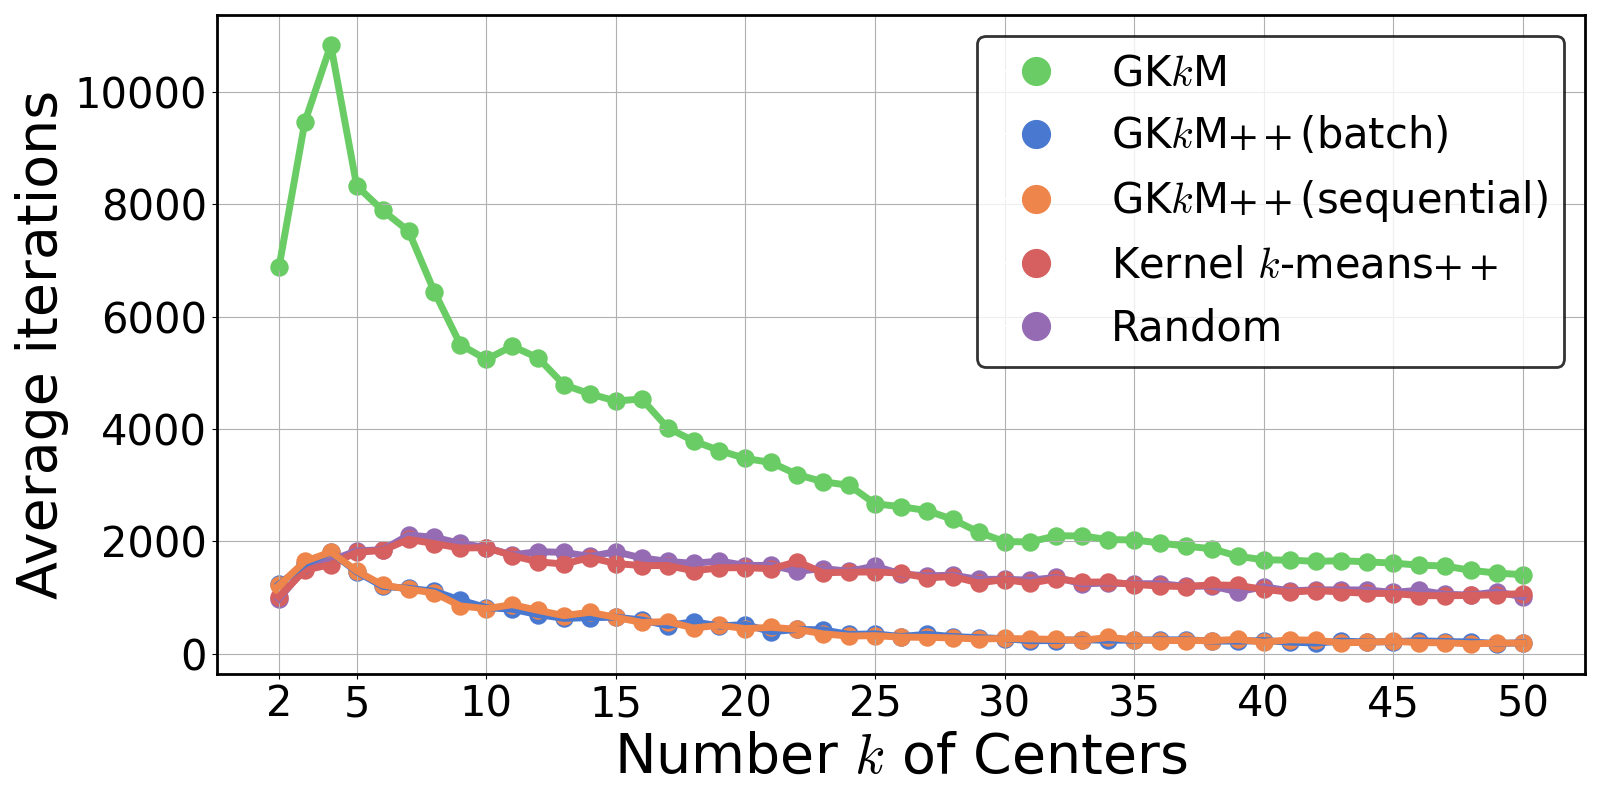 Average iterations
10000
8000
6000
4000
2000
0
GKkM
GKkM++(batch)
GKkM++(sequential)
Kernel k-means++
Random
2 5 10 15 20 25 30 35 40 45 50
Number k of Centers